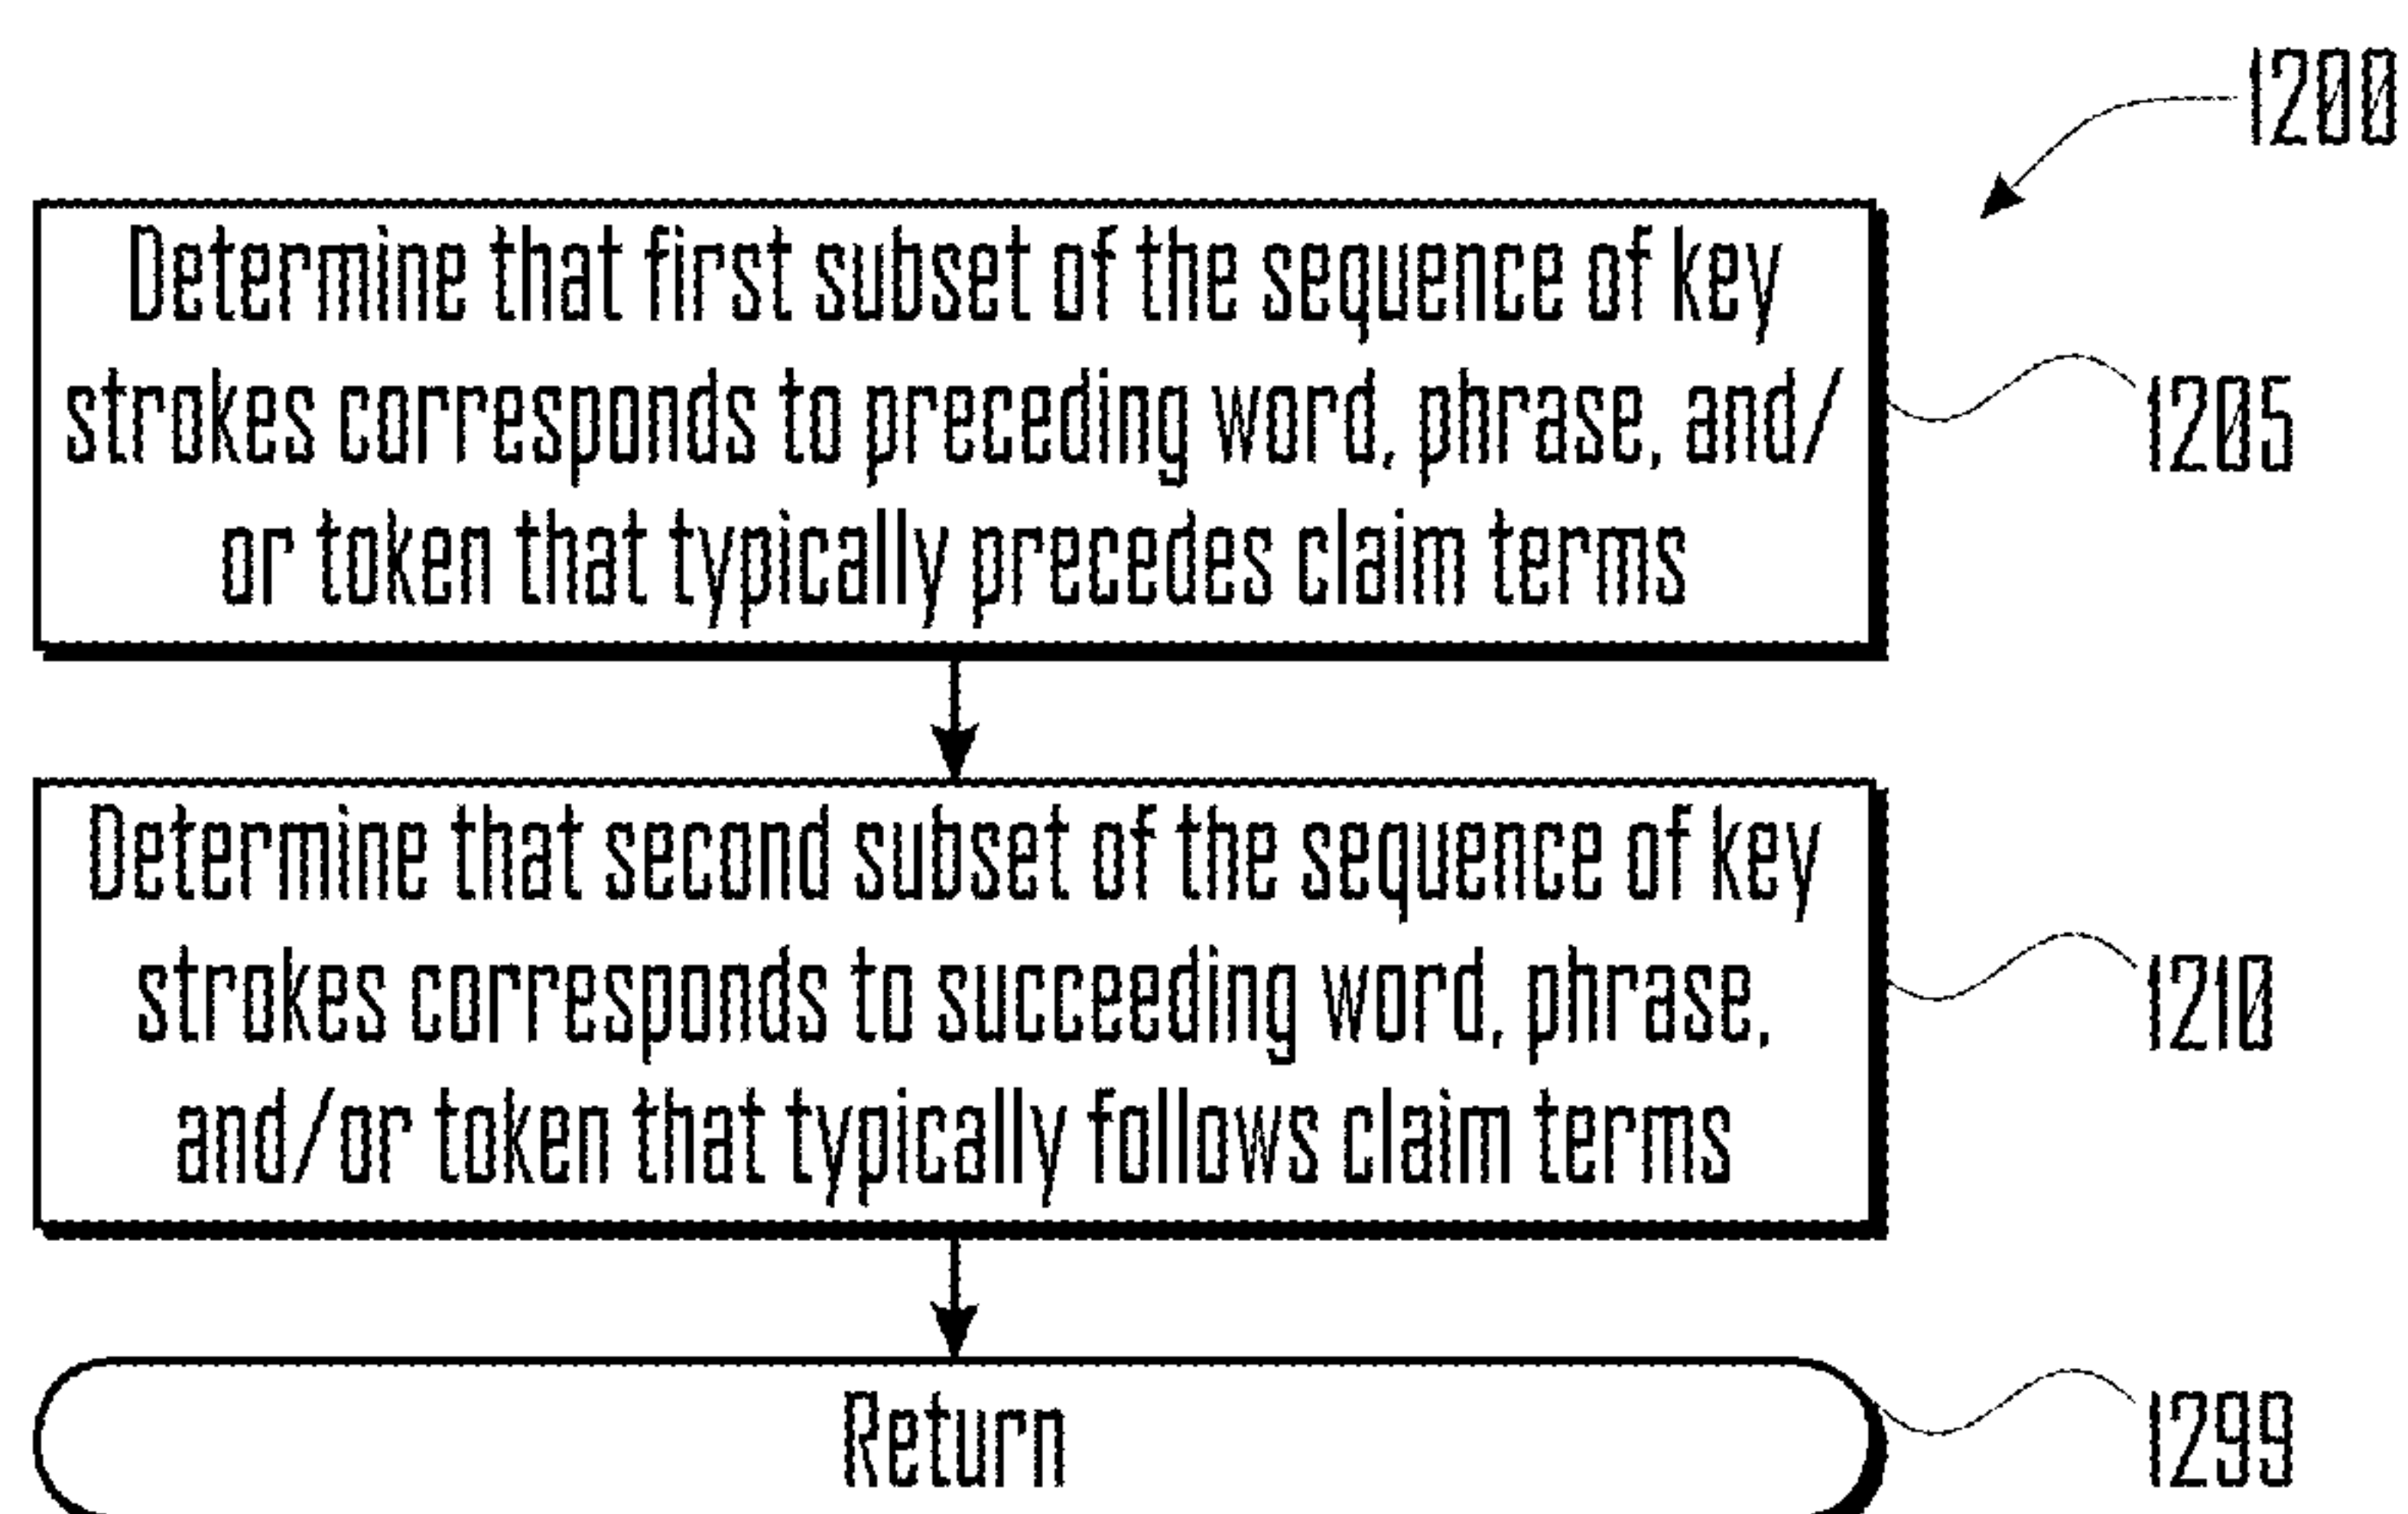 1200
Determine that first subset of the sequence of key
strokes corresponds to preceding word, phrase, and/
or token that typically precedes claim terms
1205
Determine that second subset of the sequence of key
strokes corresponds to succeeding word, phrase,
and/or token that typically follows claim terms
1210
Return
1299